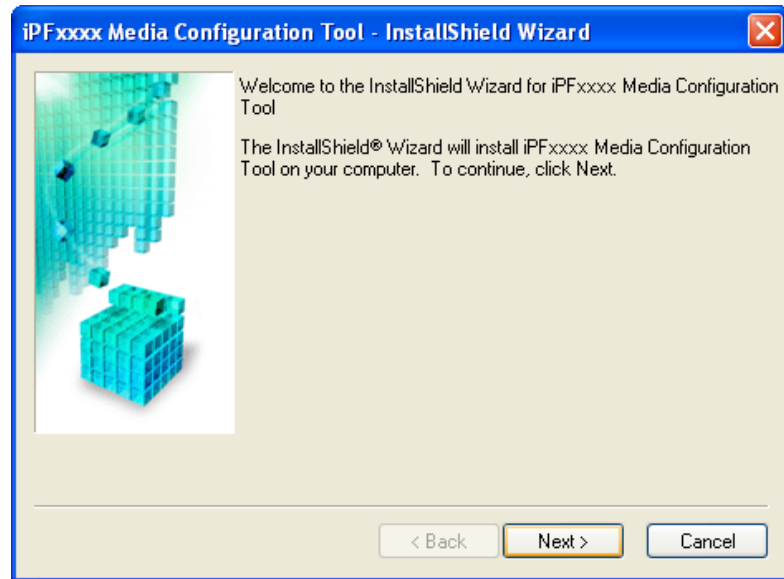 iPFxxxx Media Configuration Tool - InstallShield Wizard
Welcome to the InstallShield Wizard for iPFxxxx Media Configuration
Tool
The InstallShield® Wizard will install iPFxxxx Media Configuration
Tool on your computer. To continue, click Next.
< Back
Next >
Cancel